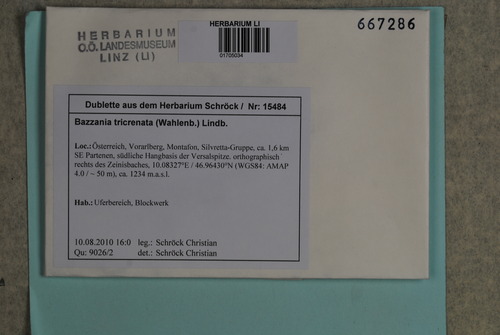 HERBARIUM
O.Ö. LANDESMUSEUM
LINZ (LI)
HERBARIUM LI
01705034
667286
Dublette aus dem Herbarium Schröck / Nr: 15484
Bazzania tricrenata (Wahlenb.) Lindb.
Loc.: Österreich, Vorarlberg, Montafon, Silvretta-Gruppe, ca. 1,6 km
SE Partenen, südliche Hangbasis der Versalspitze. orthographisch
rechts des Zeinisbaches, 10.08327°E / 46.96430°N (WGS84: AMAP
4.0 / ~ 50 m), ca. 1234 m.a.s.l.
Hab.: Uferbereich, Blockwerk
10.08.2010 16:0 leg.: Schröck Christian
Qu: 9026/2 det.: Schröck Christian